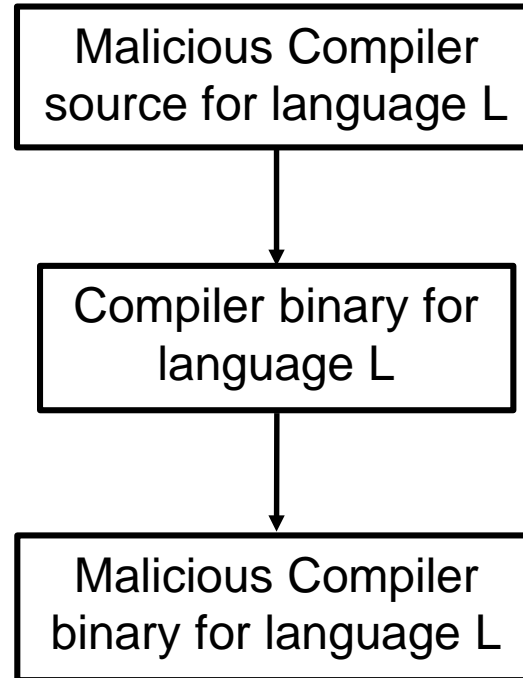 Malicious Compiler
source for language L
Compiler binary for
language L
Malicious Compiler
binary for language L